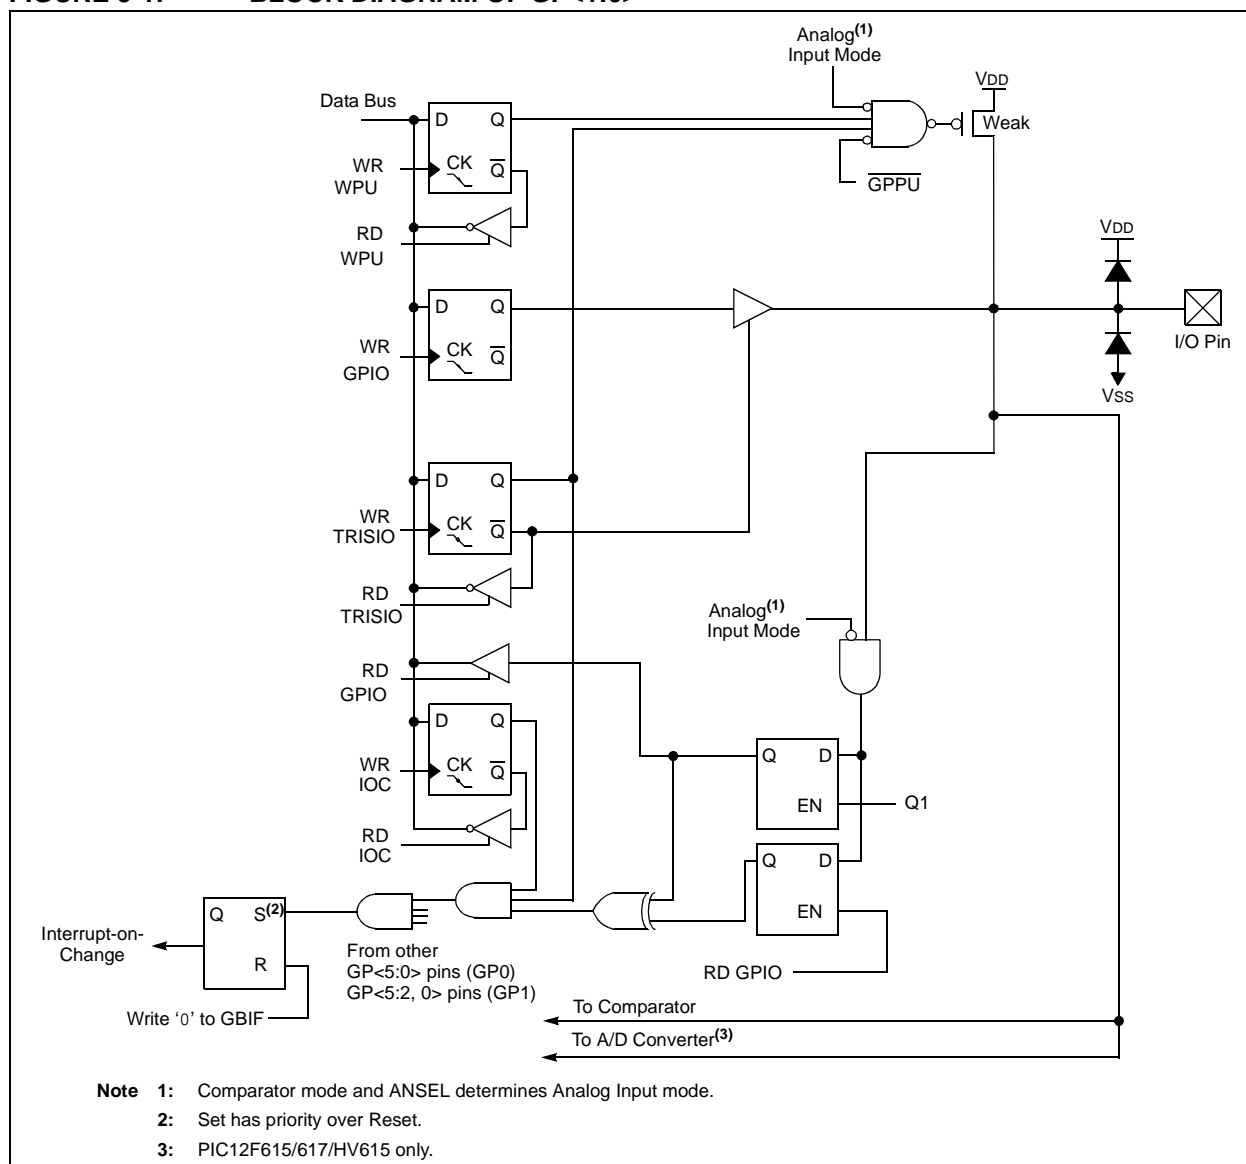 Analog(1)
Input Mode
VDD
Data Bus
D Q
Weak
WR
WPU
CK
Q
GPPU
RD
WPU
VDD
D Q
WR
GPIO
CK
Q
I/O Pin
VSS
D Q
WR
TRISIO
CK
Q
RD
TRISIO
Analog(1)
Input Mode
RD
GPIO
D Q
WR
IOC
CK
Q
Q D
EN
Q1
RD
IOC
Q D
EN
Q S(2)
R
Interrupt-on-
Change
From other
GP<5:0> pins (GP0)
GP<5:2, 0> pins (GP1)
RD GPIO
Write ‘0’ to GBIF
To Comparator
To A/D Converter(3)
Note 1: Comparator mode and ANSEL determines Analog Input mode.
2: Set has priority over Reset.
3: PIC12F615/617/HV615 only.